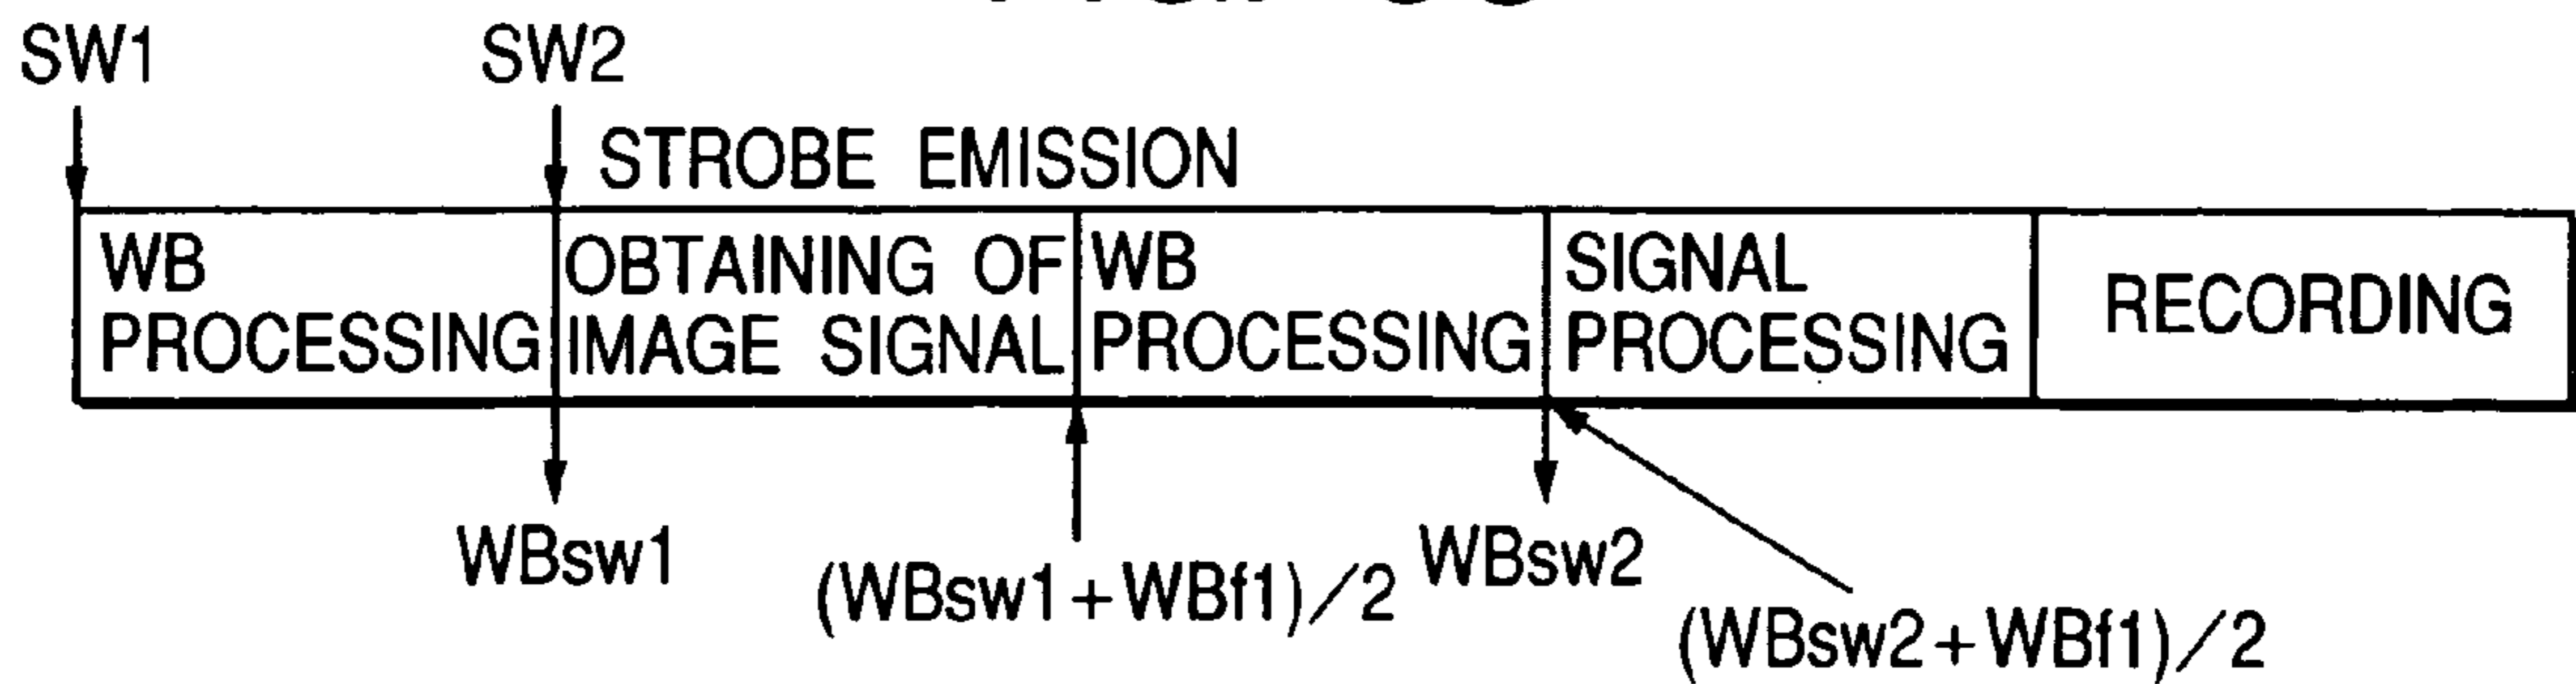 SW1
SW2
STROBE EMISSION
WB
PROCESSING
OBTAINING OF
IMAGE SIGNAL
WB
PROCESSING
SIGNAL
PROCESSING
RECORDING
WBsw1
(WBsw1+WBf1)/2
WBsw2
(WBsw2+WBf1)/2